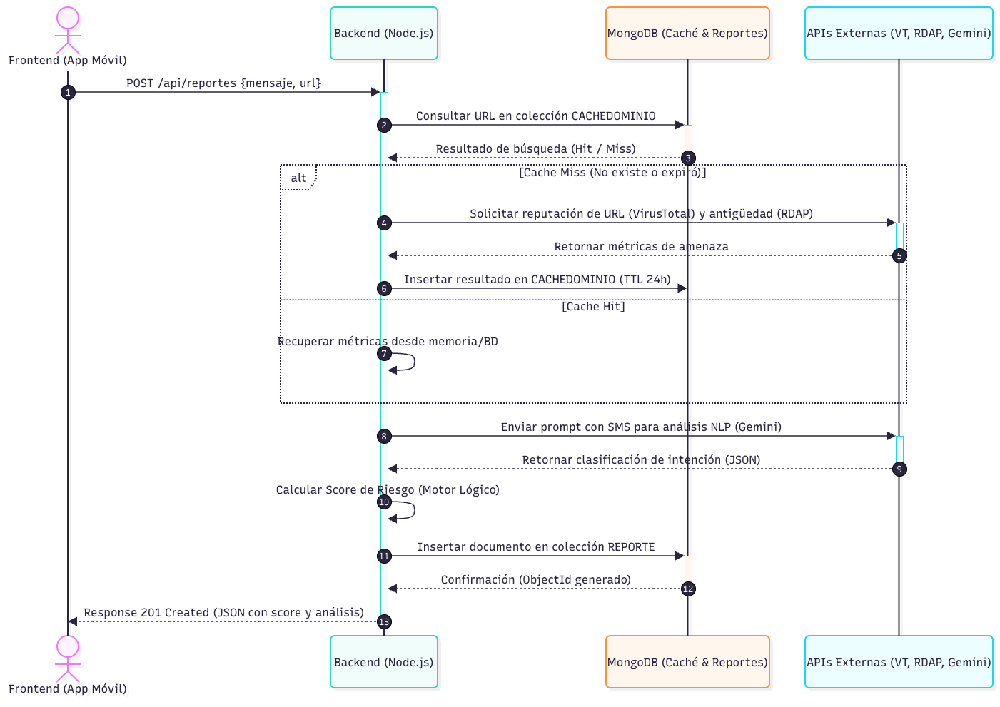 Frontend (App Móvil)
Backend (Node.js)
MongoDB (Caché & Reportes)
APIs Externas (VT, RDAP, Gemini)
POST /api/reportes {mensaje, url}
1
Consultar URL en colección CACHEDOMINIO
2
Resultado de búsqueda (Hit / Miss)
3
alt
[Cache Miss (No existe o expiró)]
Solicitar reputación de URL (VirusTotal) y antigüedad (RDAP)
4
Retornar métricas de amenaza
5
Insertar resultado en CACHEDOMINIO (TTL 24h)
6
[Cache Hit]
Recuperar métricas desde memoria/BD
7
Enviar prompt con SMS para análisis NLP (Gemini)
8
Retornar clasificación de intención (JSON)
9
Calcular Score de Riesgo (Motor Lógico)
10
Insertar documento en colección REPORTE
11
Confirmación (ObjectId generado)
12
Response 201 Created (JSON con score y análisis)
13
Frontend (App Móvil)
Backend (Node.js)
MongoDB (Caché & Reportes)
APIs Externas (VT, RDAP, Gemini)